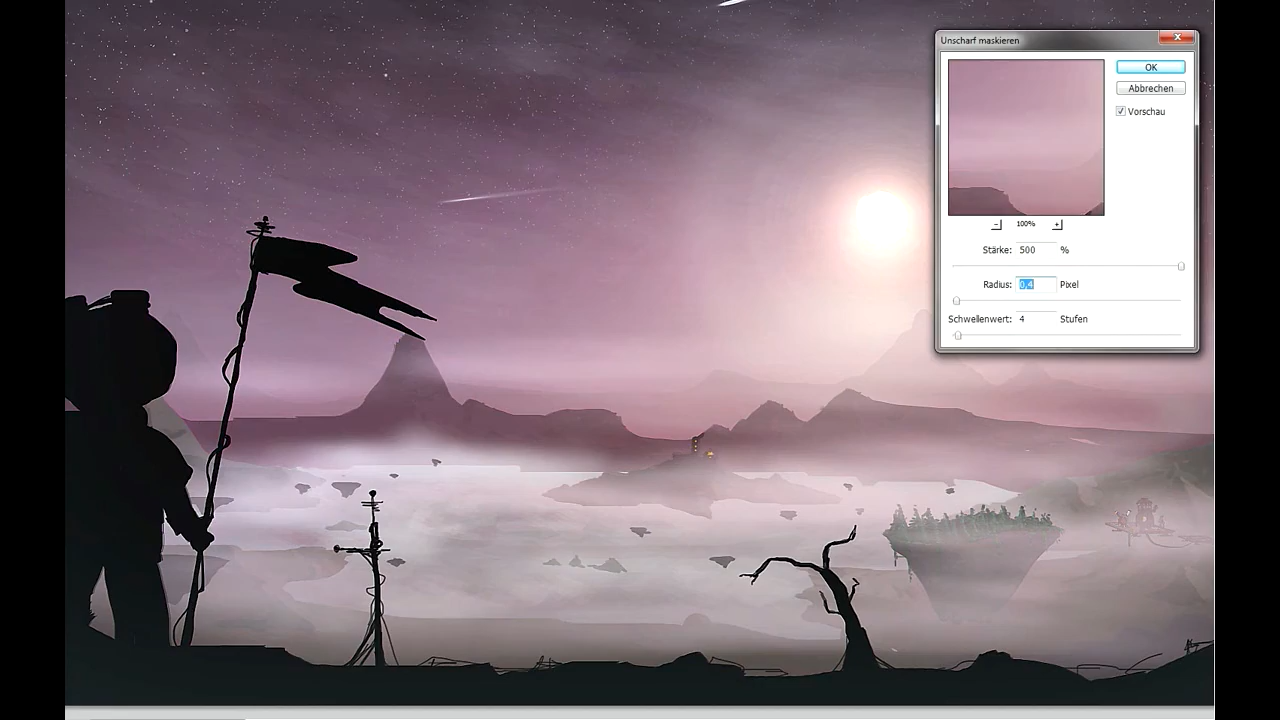 Unscharf maskieren
OK
Abbrechen
Vorschau
100%
Stärke: 500 %
Radius: 0,4 Pixel
Schwellenwert: 4 Stufen